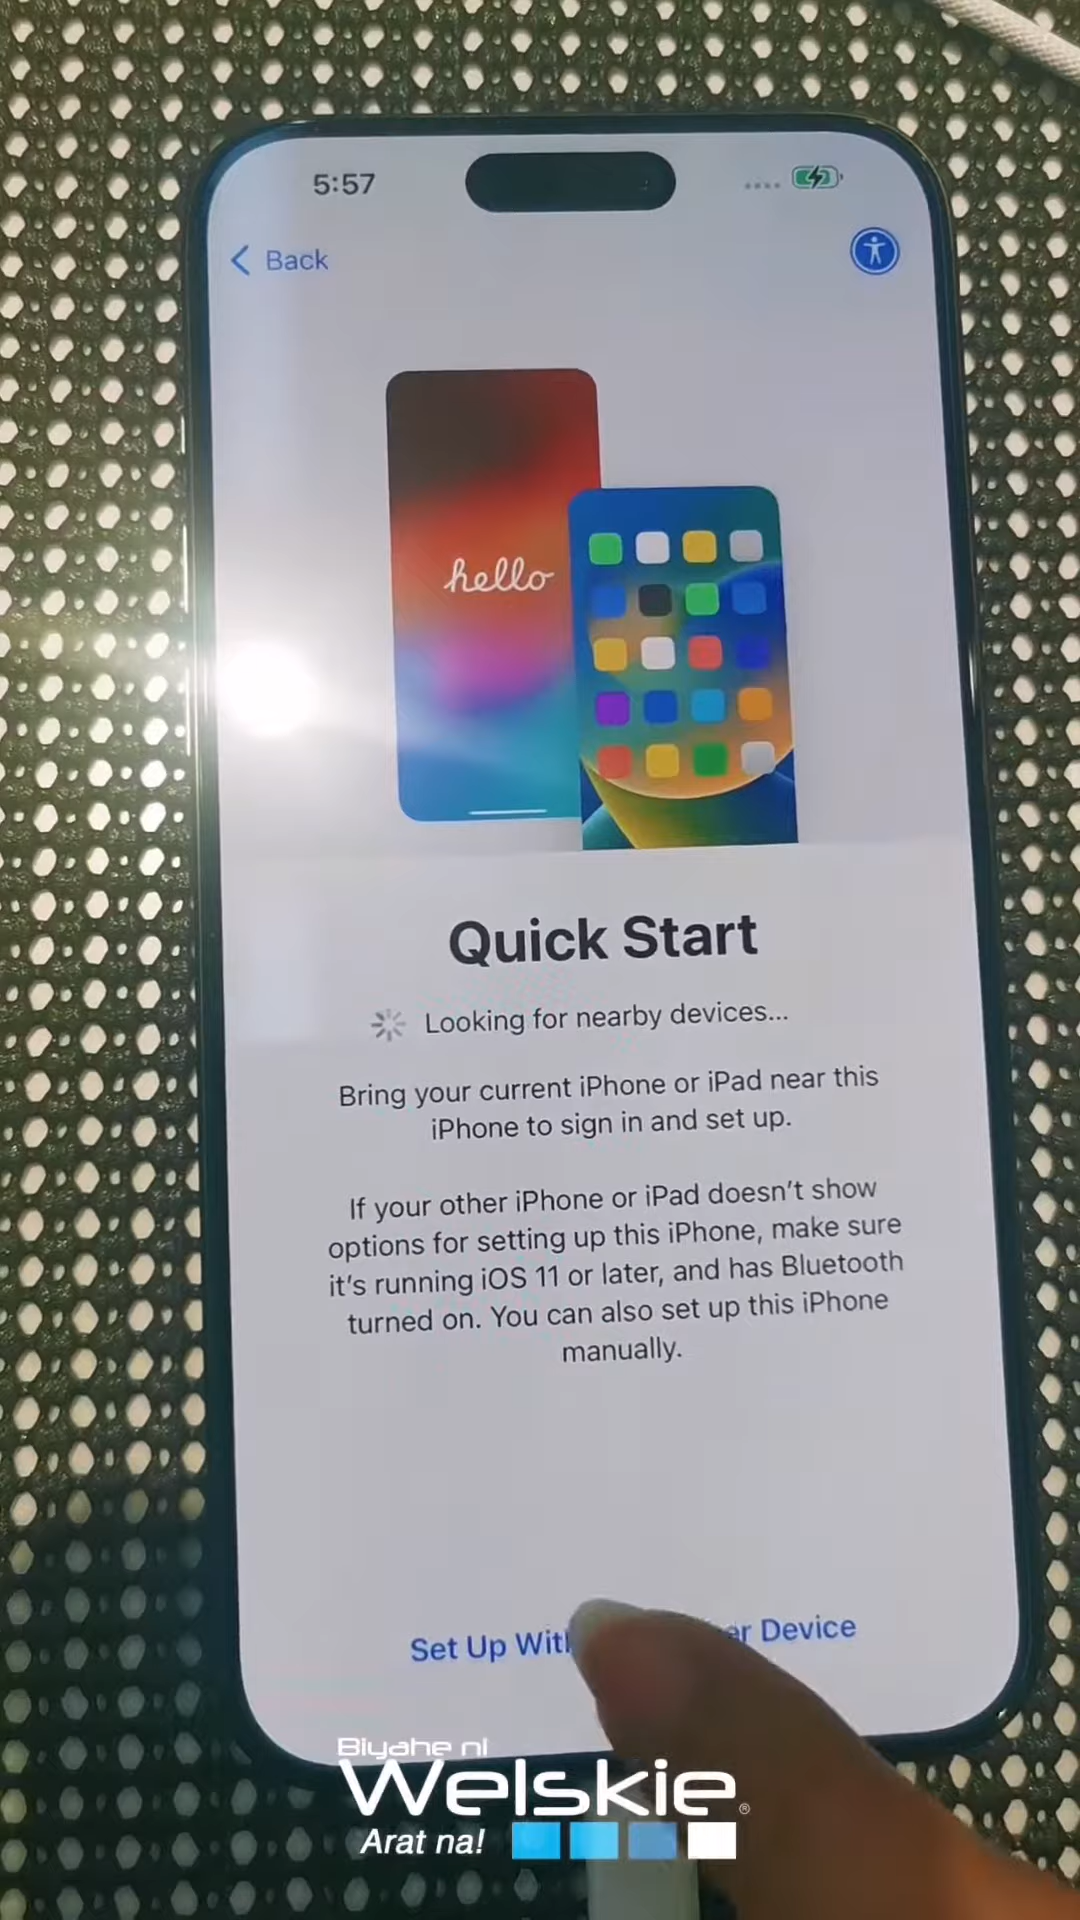 5:57
Back
hello
Quick Start
Looking for nearby devices...
Bring your current iPhone or iPad near this
iPhone to sign in and set up.
If your other iPhone or iPad doesn't show
options for setting up this iPhone, make sure
it's running iOS 11 or later, and has Bluetooth
turned on. You can also set up this iPhone
manually.
Set Up Device
Biyahe ni
Welskie®
Arat na!